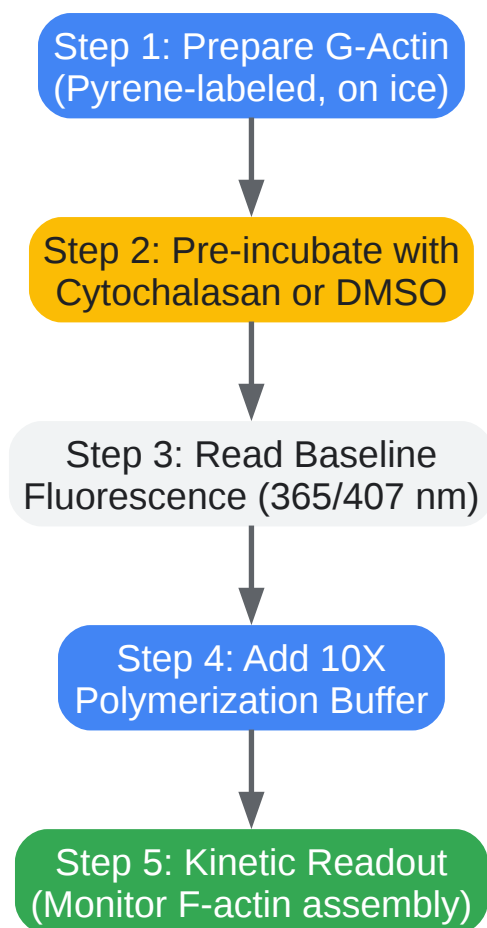 Step 1: Prepare G-Actin
(Pyrene-labeled, on ice)
Step 2: Pre-incubate with
Cytochalasan or DMSO
Step 3: Read Baseline
Fluorescence (365/407 nm)
Step 4: Add 10X
Polymerization Buffer
Step 5: Kinetic Readout
(Monitor F-actin assembly)